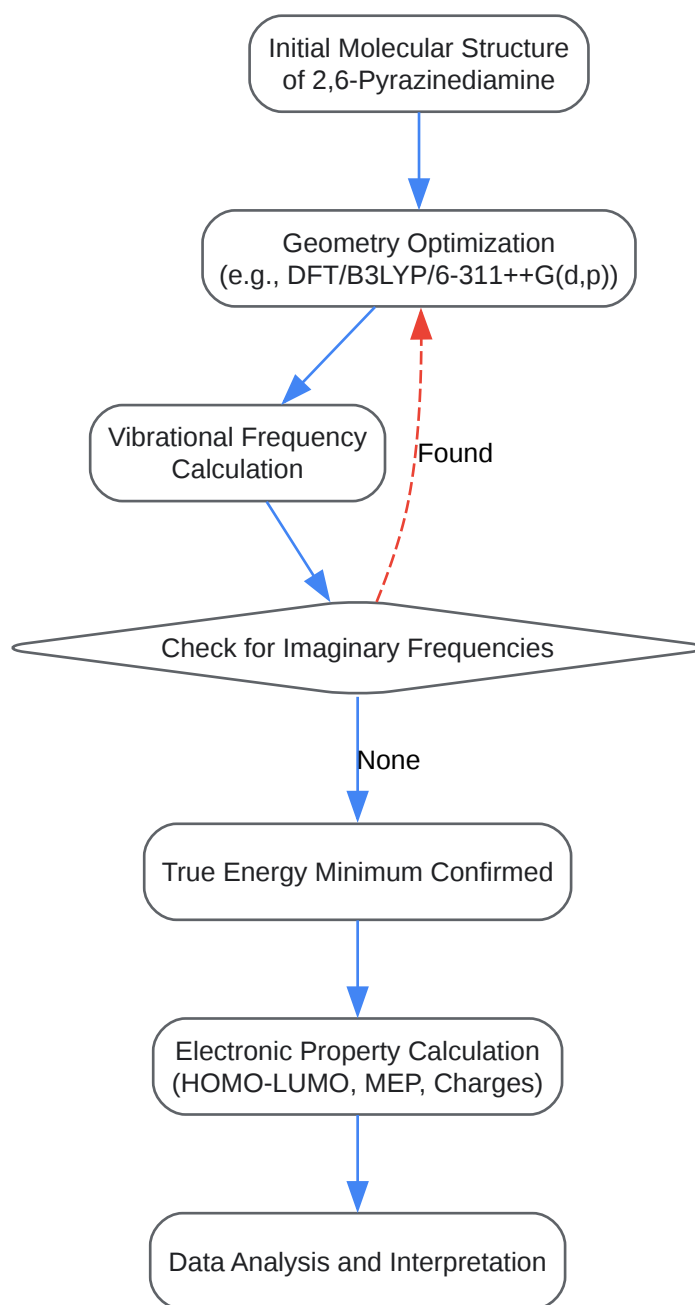 Initial Molecular Structure
of 2,6-Pyrazinediamine
Geometry Optimization
(e.g., DFT/B3LYP/6-311++G(d,p))
Vibrational Frequency
Calculation
Found
Check for Imaginary Frequencies
None
True Energy Minimum Confirmed
Electronic Property Calculation
(HOMO-LUMO, MEP, Charges)
Data Analysis and Interpretation